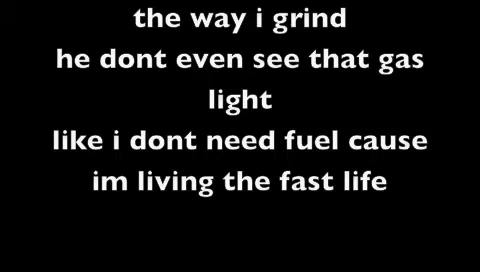 the way i grind
he dont even see that gas
light
like i dont need fuel cause
im living the fast life